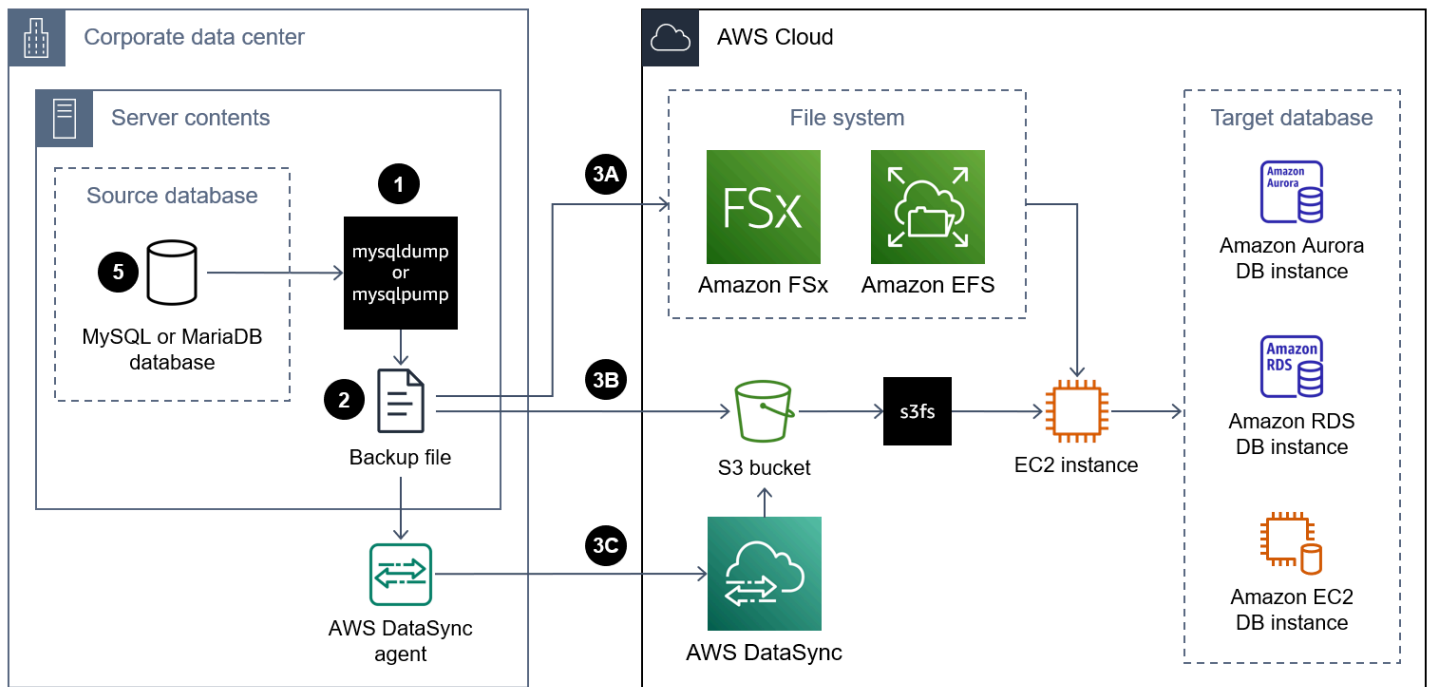 Corporate data center
AWS Cloud
Server contents
File system
Target database
Source database
1
3A
FSx
Amazon
Aurora
mysqldump
or
mysqlpump
5
Amazon FSx
Amazon EFS
Amazon Aurora
DB instance
MySQL or MariaDB
database
2
3B
Amazon
RDS
s3fs
Backup file
S3 bucket
EC2 instance
Amazon RDS
DB instance
3C
AWS DataSync
agent
AWS DataSync
Amazon EC2
DB instance